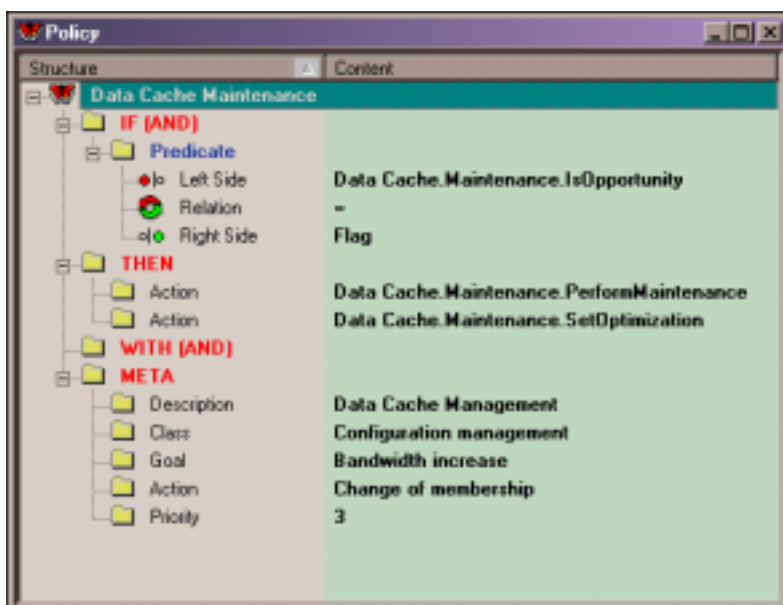 Policy
Structure Content
Data Cache Maintenance
IF (AND)
Predicate
Left Side Data Cache.Maintenance.IsOpportunity
Relation =
Right Side Flag
THEN
Action Data Cache.Maintenance.PerformMaintenance
Action Data Cache.Maintenance.SetOptimization
WITH (AND)
META
Description Data Cache Management
Class Configuration management
Goal Bandwidth increase
Action Change of membership
Priority 3